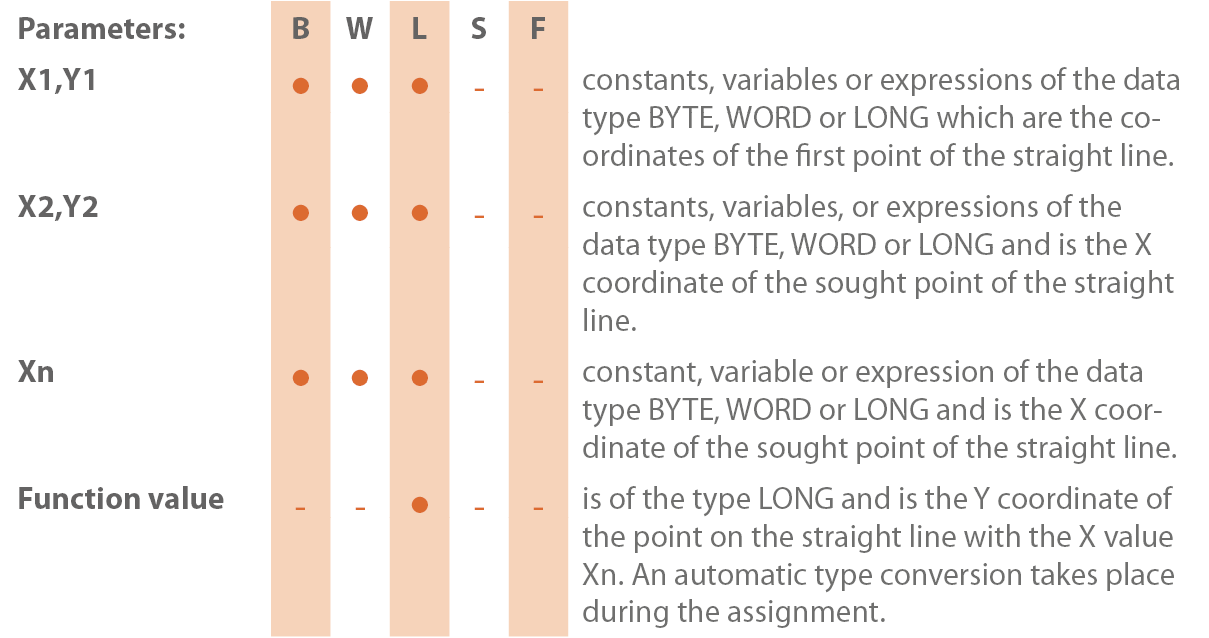 Parameters: B W L S F
X1,Y1 ● ● ● - - constants, variables or expressions of the data
type BYTE, WORD or LONG which are the co-
ordinates of the first point of the straight line.
X2,Y2 ● ● ● - - constants, variables, or expressions of the
data type BYTE, WORD or LONG and is the X
coordinate of the sought point of the straight
line.
Xn ● ● ● - - constant, variable or expression of the data
type BYTE, WORD or LONG and is the X coor-
dinate of the sought point of the straight line.
Function value - - ● - - is of the type LONG and is the Y coordinate of
the point on the straight line with the X value
Xn. An automatic type conversion takes place
during the assignment.